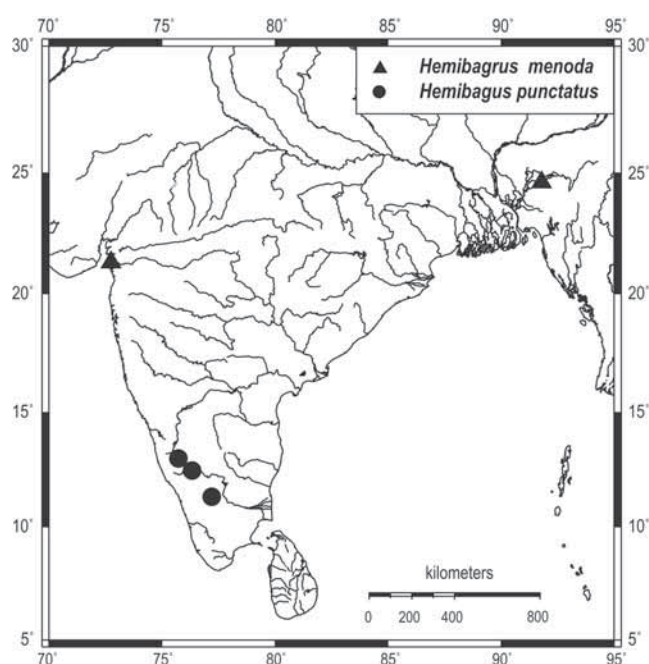 70˚ 75˚ 80˚ 85˚ 90˚ 95˚
30˚ 30˚
Hemibagrus menoda
Hemibagus punctatus
25˚ 25˚
20˚ 20˚
15˚ 15˚
10˚ 10˚
kilometers
0 200 400 800
5˚ 5˚
70˚ 75˚ 80˚ 85˚ 90˚ 95˚